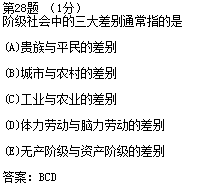 第28题 （1分）
阶级社会中的三大差别通常指的是
(A)贵族与平民的差别
(B)城市与农村的差别
(C)工业与农业的差别
(D)体力劳动与脑力劳动的差别
(E)无产阶级与资产阶级的差别
答案：BCD